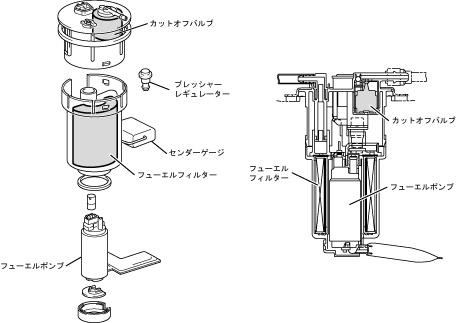 カットオフバルブ
プレッシャー
レギュレーター
センダーゲージ
フューエルフィルター
フューエルポンプ
カットオフバルブ
フューエル
フィルター
フューエルポンプ